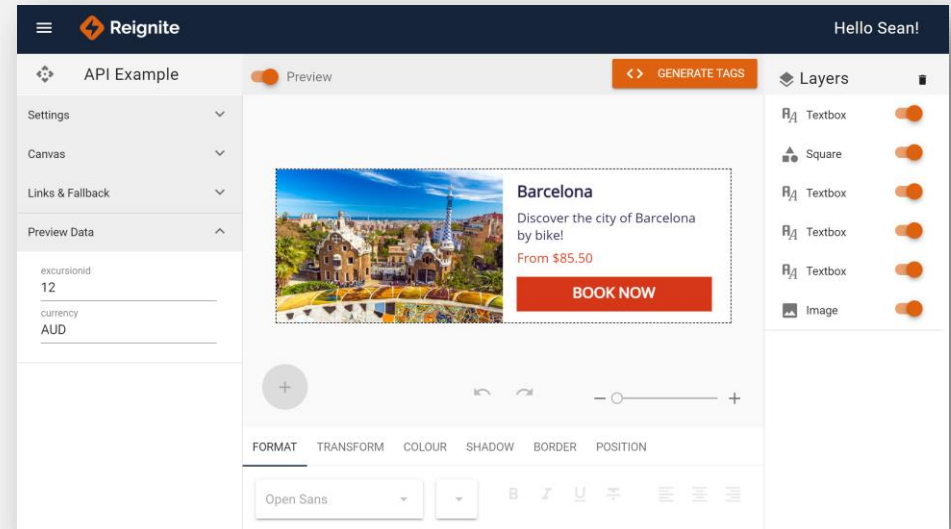 Reignite
Hello Sean!
API Example
Settings
Canvas
Links & Fallback
Preview Data
excursionid
12
currency
AUD
Preview
<> GENERATE TAGS
Barcelona
Discover the city of Barcelona
by bike!
From $85.50
BOOK NOW
FORMAT TRANSFORM COLOUR SHADOW BORDER POSITION
Open Sans
B I U T
Layers
Textbox
Square
Textbox
Textbox
Textbox
Image